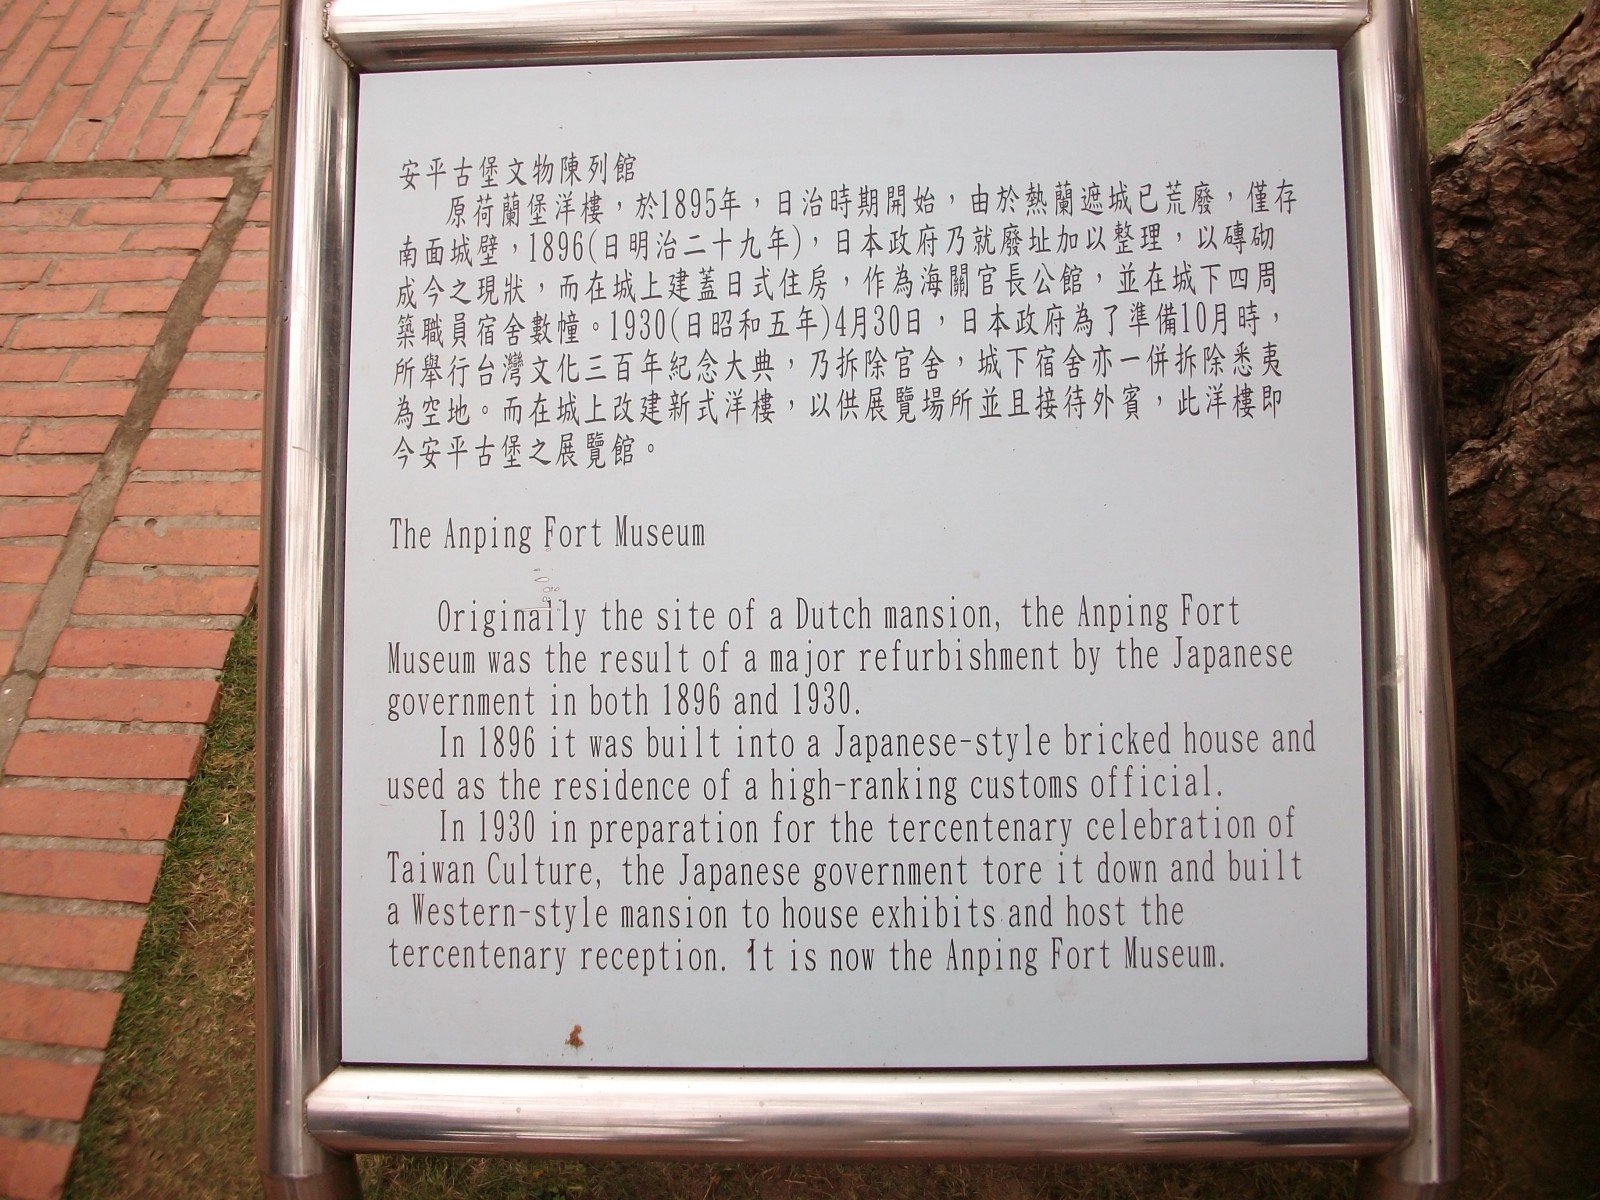 安平古堡文物陳列館
原荷蘭堡洋樓，於1895年，日治時期開始，由於熱蘭遮城已荒廢，僅存
南面城壁，1896(日明治二十九年)，日本政府乃就廢址加以整理，以磚砌
成今之現狀，而在城上建蓋日式住房，作為海關官長公館，並在城下四周
築職員宿舍數幢。1930(日昭和五年)4月30日，日本政府為了準備10月時，
所舉行台灣文化三百年紀念大典，乃拆除官舍，城下宿舍亦一併拆除悉夷
為空地。而在城上改建新式洋樓，以供展覽場所並且接待外賓，此洋樓即
今安平古堡之展覽館。
The Anping Fort Museum
Originally the site of a Dutch mansion, the Anping Fort
Museum was the result of a major refurbishment by the Japanese
government in both 1896 and 1930.
In 1896 it was built into a Japanese-style bricked house and
used as the residence of a high-ranking customs official.
In 1930 in preparation for the tercentenary celebration of
Taiwan Culture, the Japanese government tore it down and built
a Western-style mansion to house exhibits and host the
tercentenary reception. It is now the Anping Fort Museum.